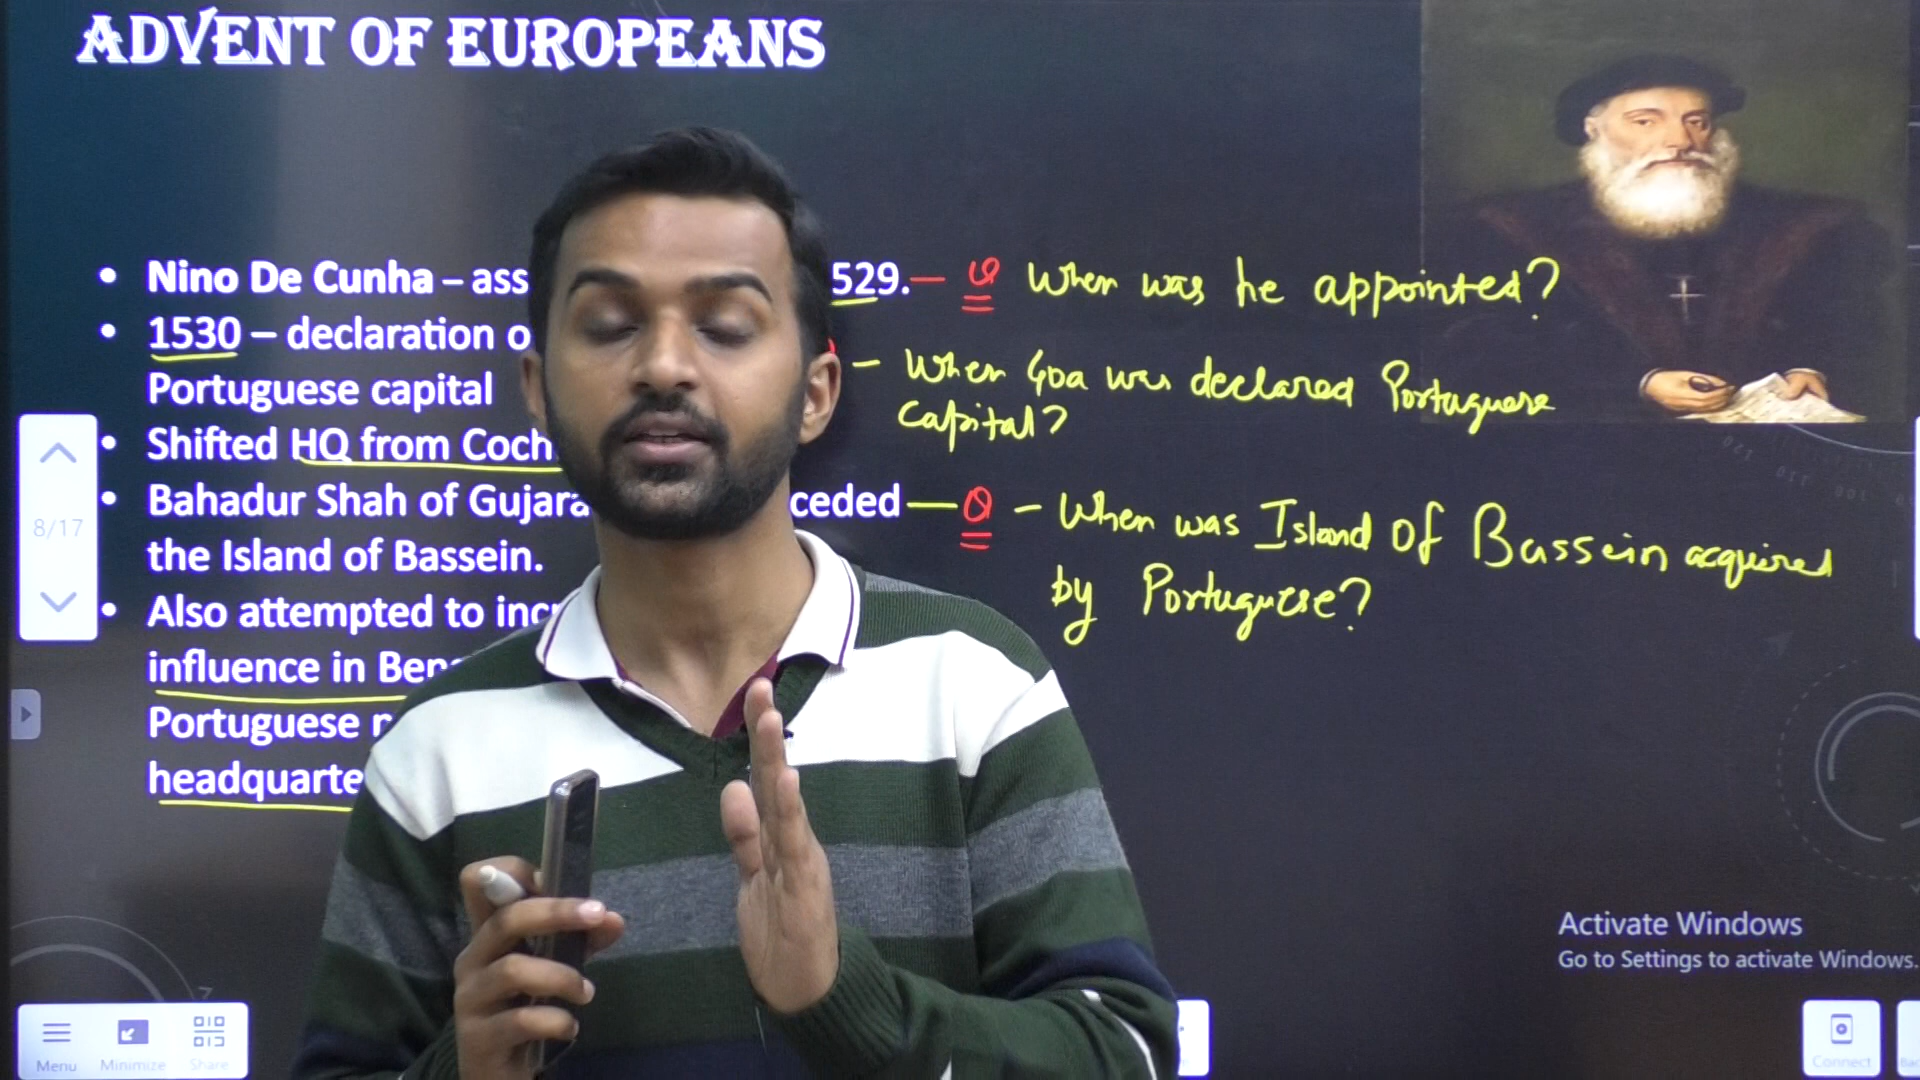 ADVENT OF EUROPEANS
Nino De Cunha – ass 529. — Q When was he appointed?
1530 – declaration o – When Goa was declared Portuguese
Portuguese capital capital?
Shifted HQ from Coch
Bahadur Shah of Gujara ceded — Q – When was Island of Bassein acquired
the Island of Bassein. by Portuguese?
Also attempted to inc
influence in Ben
Portuguese
headquarte
8/17
Activate Windows
Go to Settings to activate Windows.
Menu Minimize Share
Connect